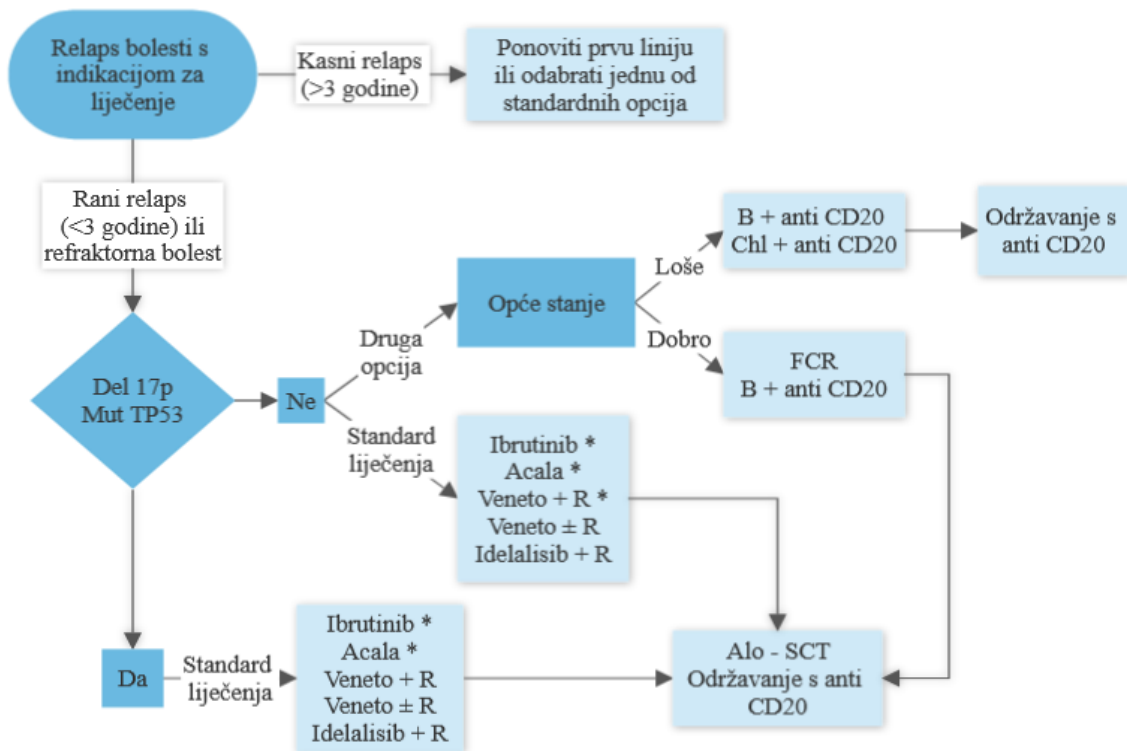 Relaps bolesti s
indikacijom za
liječenje
Kasni relaps
(>3 godine)
Ponoviti prvu liniju
ili odabrati jednu od
standardnih opcija
Rani relaps
(<3 godine) ili
refraktorna bolest
Del 17p
Mut TP53
Ne
Druga
opcija
Opće stanje
Loše
B + anti CD20
Chl + anti CD20
Održavanje s
anti CD20
Dobro
FCR
B + anti CD20
Standard
liječenja
Ibrutinib *
Acala *
Veneto + R *
Veneto ± R
Idelalisib + R
Da
Standard
liječenja
Ibrutinib *
Acala *
Veneto + R
Veneto ± R
Idelalisib + R
Alo - SCT
Održavanje s anti
CD20